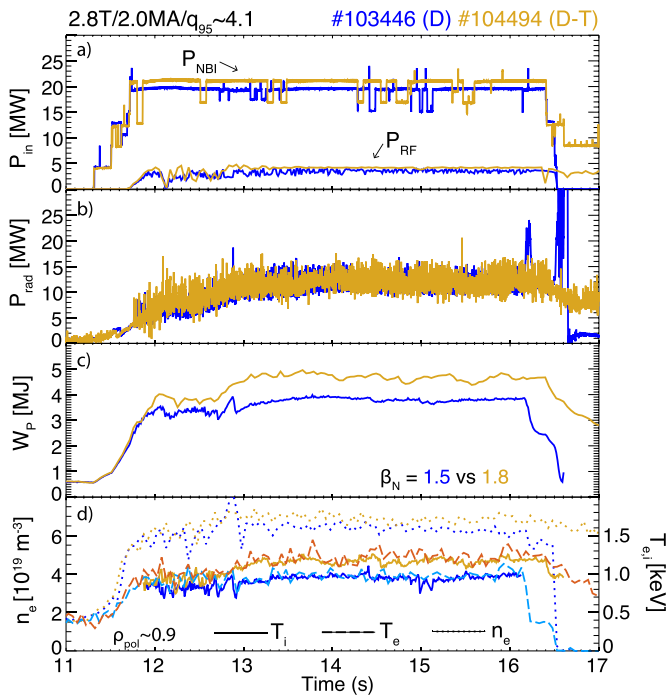 2.8T/2.0MA/q95~4.1 #103446 (D) #104494 (D-T)
a)
PNBI
PRF
Pin [MW]
25
20
15
10
5
0
b)
Prad [MW]
25
20
15
10
5
0
c)
WP [MJ]
5
4
3
2
1
0
βN = 1.5 vs 1.8
d)
ne [10^19 m^-3]
6
4
2
0
Te,i [keV]
1.5
1.0
0.5
0
ρpol~0.9 Ti Te ne
11 12 13 14 15 16 17
Time (s)